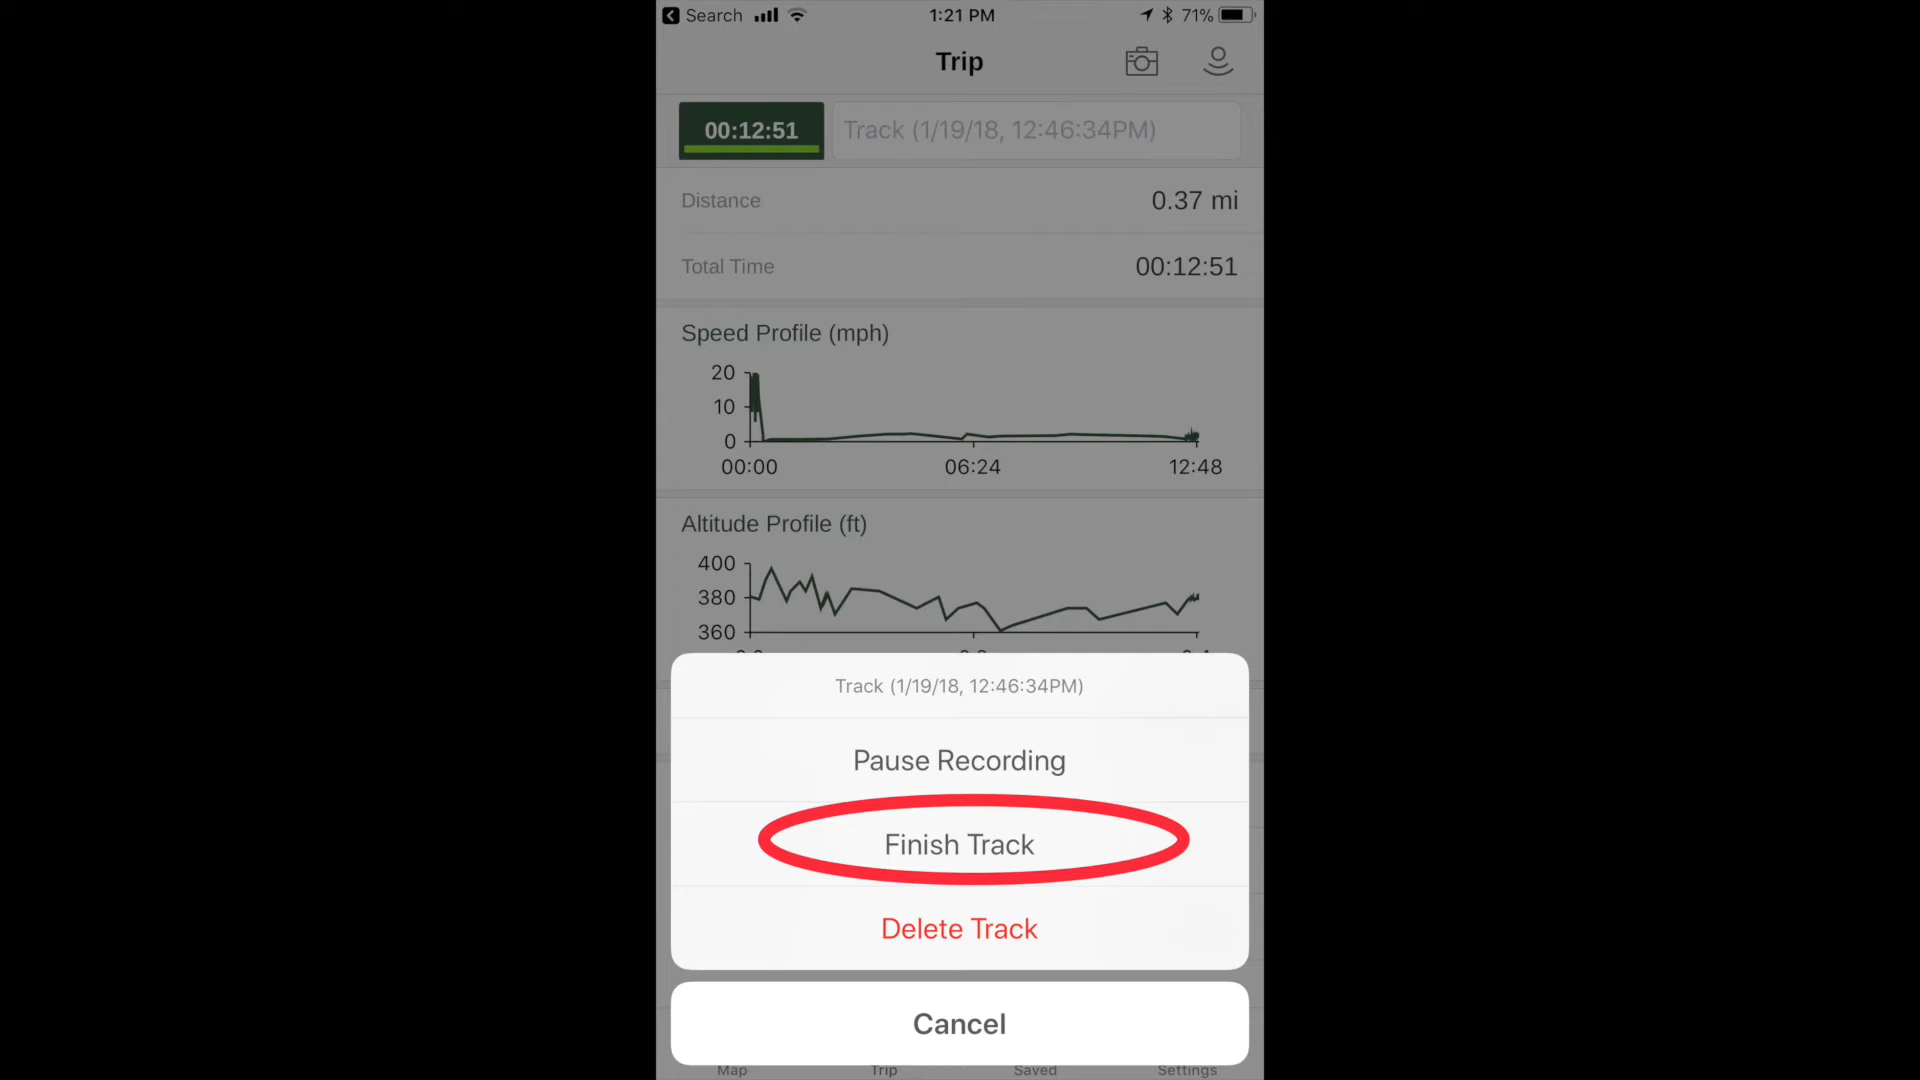 Search 1:21 PM 71%
Trip
00:12:51 Track (1/19/18, 12:46:34PM)
Distance 0.37 mi
Total Time 00:12:51
Speed Profile (mph)
20
10
0
00:00 06:24 12:48
Altitude Profile (ft)
400
380
360
Track (1/19/18, 12:46:34PM)
Pause Recording
Finish Track
Delete Track
Cancel
Map Trip Saved Settings